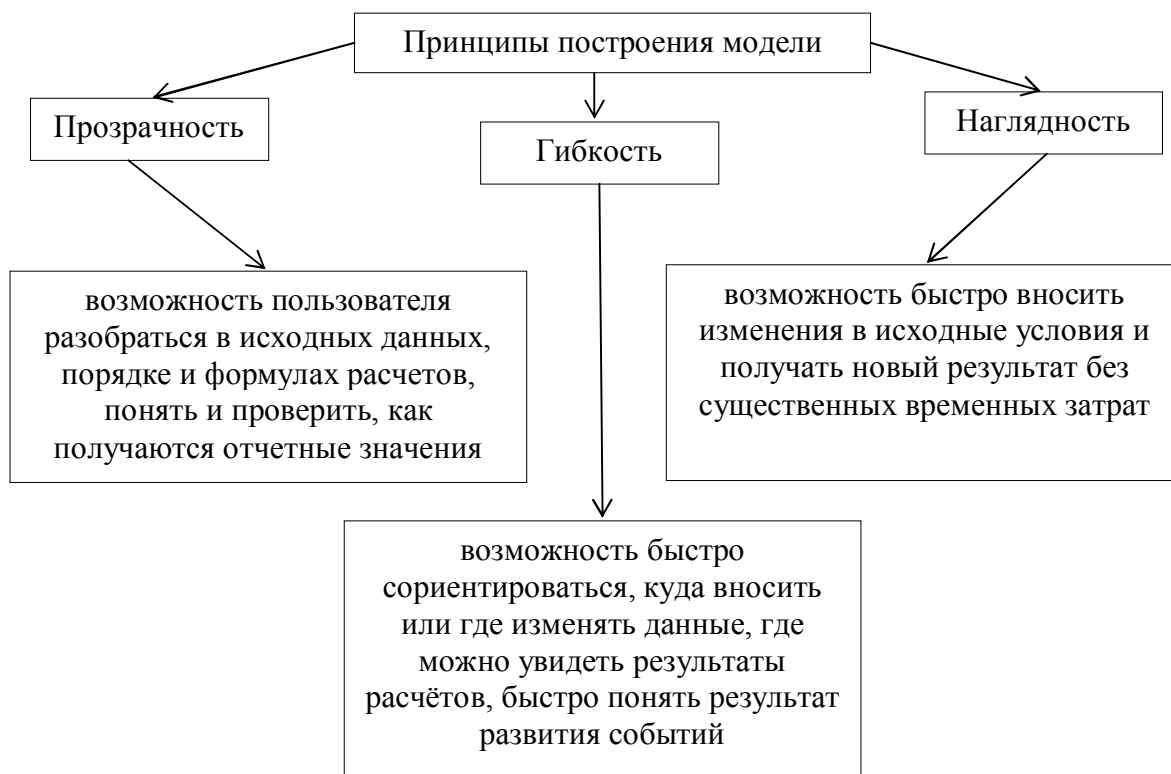 Принципы построения модели
Прозрачность
Гибкость
Наглядность
возможность пользователя
разобраться в исходных данных,
порядке и формулах расчетов,
понять и проверить, как
получаются отчетные значения
возможность быстро вносить
изменения в исходные условия и
получать новый результат без
существенных временных затрат
возможность быстро
сориентироваться, куда вносить
или где изменять данные, где
можно увидеть результаты
расчётов, быстро понять результат
развития событий